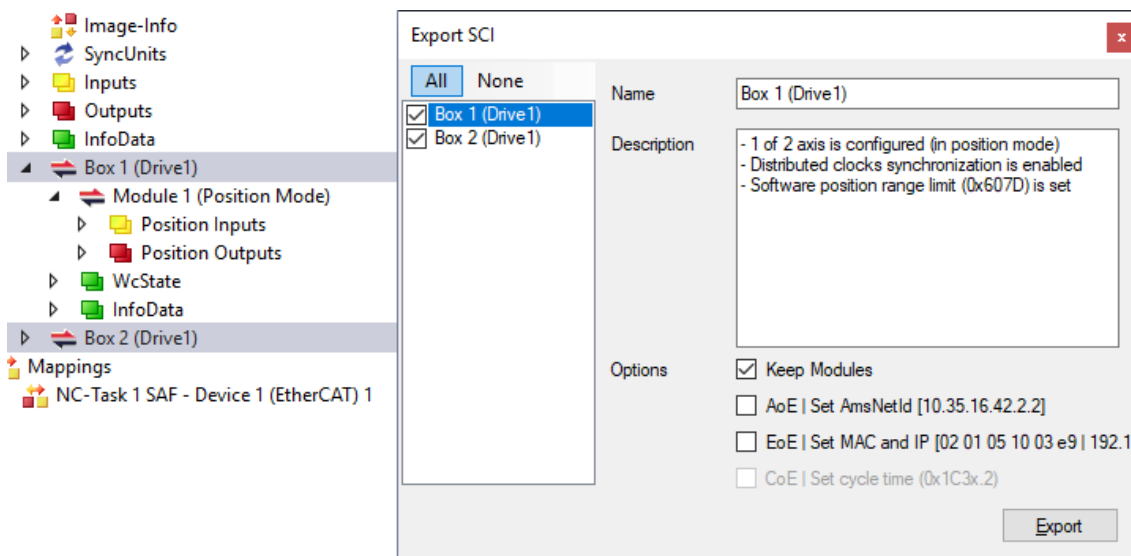 Image-Info
SyncUnits
Inputs
Outputs
InfoData
Box 1 (Drive1)
Module 1 (Position Mode)
Position Inputs
Position Outputs
WcState
InfoData
Box 2 (Drive1)
Mappings
NC-Task 1 SAF - Device 1 (EtherCAT) 1
Export SCI
x
All None
Box 1 (Drive1)
Box 2 (Drive1)
Name
Box 1 (Drive1)
Description
- 1 of 2 axis is configured (in position mode)
- Distributed clocks synchronization is enabled
- Software position range limit (0x607D) is set
Options
Keep Modules
AoE | Set AmsNetId [10.35.16.42.2.2]
EoE | Set MAC and IP [02 01 05 10 03 e9 | 192.1
CoE | Set cycle time (0x1C3x.2)
Export